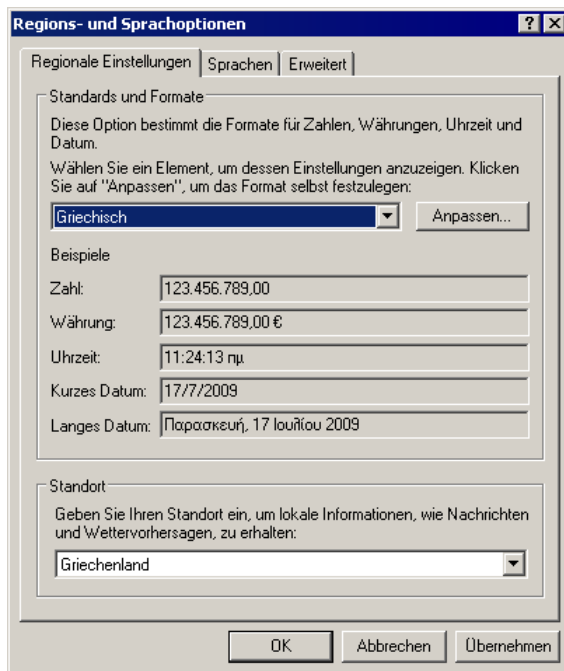 Regions- und Sprachoptionen
Regionale Einstellungen Sprachen Erweitert
Standards und Formate
Diese Option bestimmt die Formate für Zahlen, Währungen, Uhrzeit und
Datum.
Wählen Sie ein Element, um dessen Einstellungen anzuzeigen. Klicken
Sie auf "Anpassen", um das Format selbst festzulegen:
Griechisch Anpassen...
Beispiele
Zahl: 123.456.789,00
Währung: 123.456.789,00 €
Uhrzeit: 11:24:13 πμ
Kurzes Datum: 17/7/2009
Langes Datum: Παρασκευή, 17 Ιουλίου 2009
Standort
Geben Sie Ihren Standort ein, um lokale Informationen, wie Nachrichten
und Wettervorhersagen, zu erhalten:
Griechenland
OK Abbrechen Übernehmen